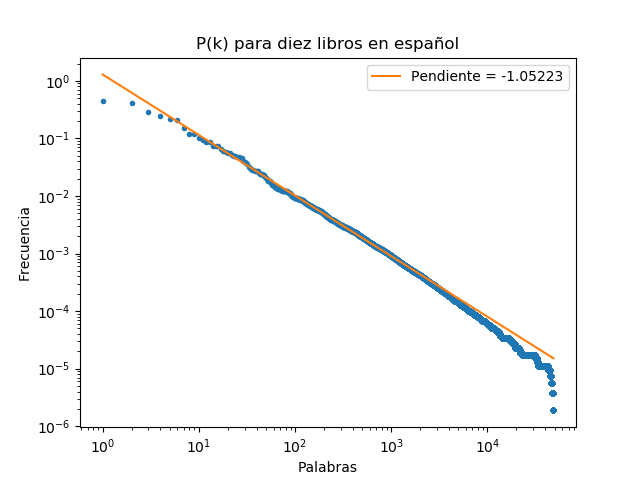 P(k) para diez libros en español
Pendiente = -1.05223
10⁰
10⁻¹
10⁻²
10⁻³
10⁻⁴
10⁻⁵
10⁻⁶
Frecuencia
10⁰ 10¹ 10² 10³ 10⁴
Palabras